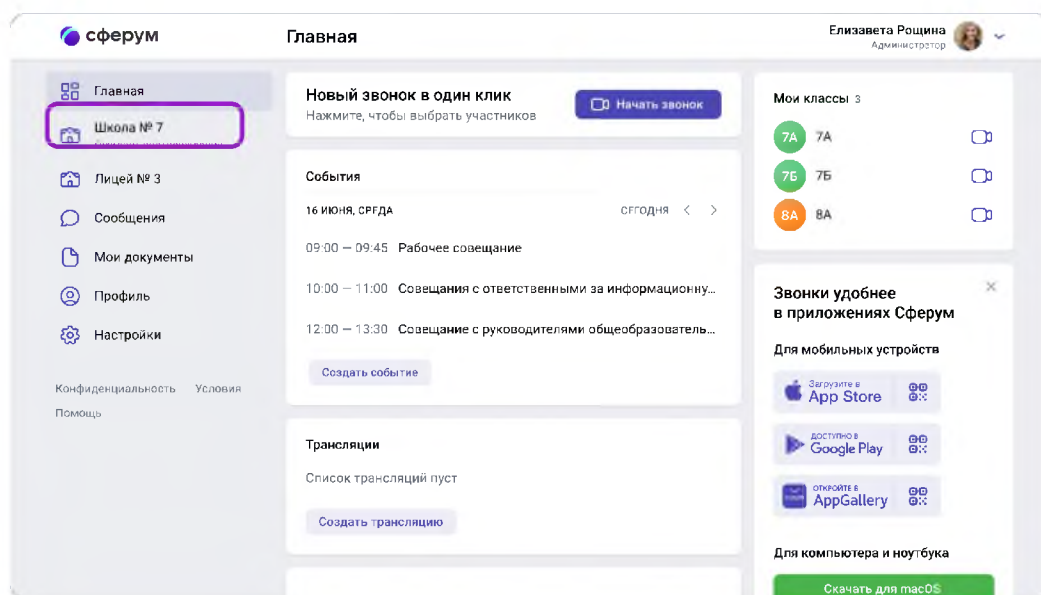 сферум
Главная
Елизавета Рощина
Администратор
Главная
Школа № 7
Лицей № 3
Сообщения
Мои документы
Профиль
Настройки
Конфиденциальность Условия
Помощь
Новый звонок в один клик
Нажмите, чтобы выбрать участников
Начать звонок
События
16 ИЮНЯ, СРЕДА
СЕГОДНЯ
09:00 — 09:45 Рабочее совещание
10:00 — 11:00 Совещания с ответственными за информационну...
12:00 — 13:30 Совещание с руководителями общеобразователь...
Создать событие
Трансляции
Список трансляций пуст
Создать трансляцию
Мои классы 3
7А 7А
7Б 7Б
8А 8А
Звонки удобнее
в приложениях Сферум
Для мобильных устройств
Загрузите в
App Store
ДОСТУПНО В
Google Play
ОТКРОЙТЕ В
AppGallery
Для компьютера и ноутбука
Скачать для macOS